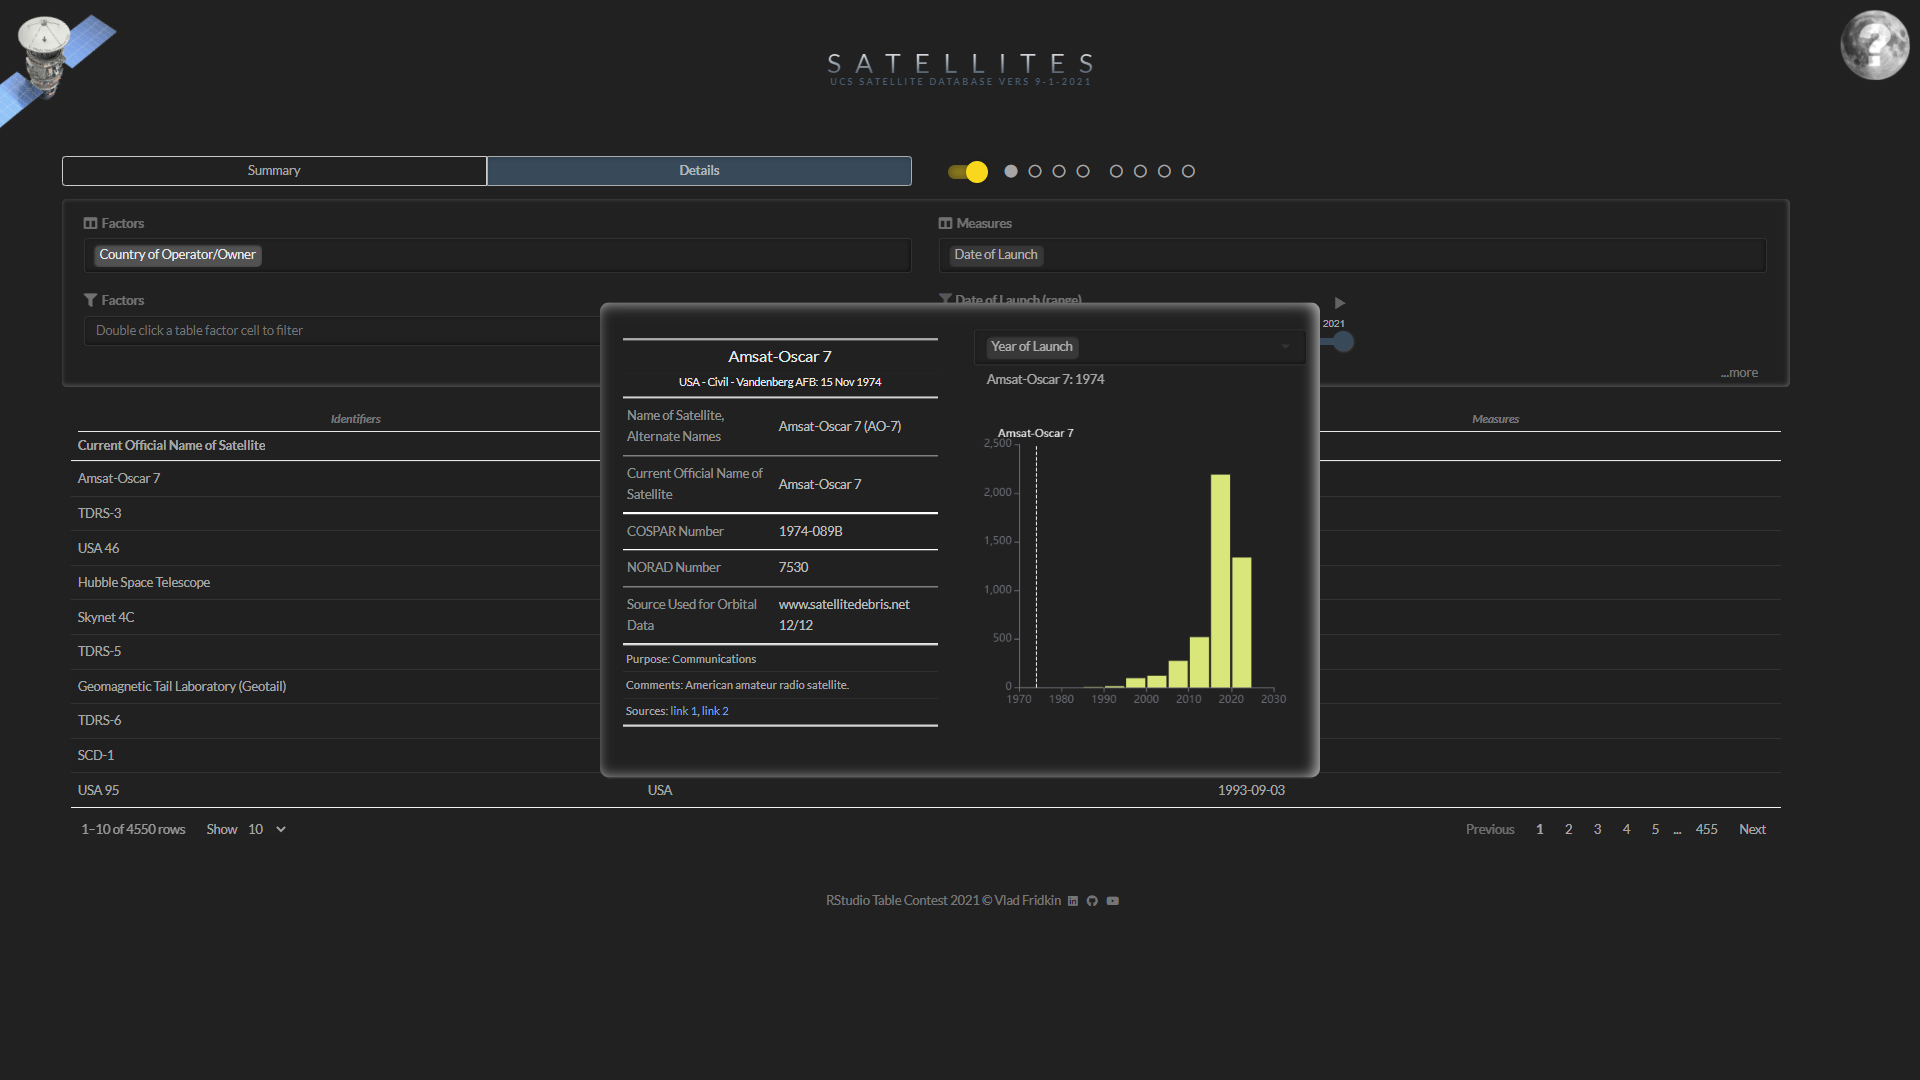 SATELLITES
UCS SATELLITE DATABASE VERS 9-1-2021
?
Summary
Details
Factors
Measures
Country of Operator/Owner
Date of Launch
Factors
Date of Launch (range)
Double click a table factor cell to filter
2021
...more
Identifiers
Measures
Current Official Name of Satellite
Amsat-Oscar 7
TDRS-3
USA 46
Hubble Space Telescope
Skynet 4C
TDRS-5
Geomagnetic Tail Laboratory (Geotail)
TDRS-6
SCD-1
USA 95 USA 1993-09-03
Amsat-Oscar 7
USA - Civil - Vandenberg AFB: 15 Nov 1974
Name of Satellite, Alternate Names
Amsat-Oscar 7 (AO-7)
Current Official Name of Satellite
Amsat-Oscar 7
COSPAR Number 1974-089B
NORAD Number 7530
Source Used for Orbital Data
www.satellitedebris.net 12/12
Purpose: Communications
Comments: American amateur radio satellite.
Sources: link 1, link 2
Year of Launch
Amsat-Oscar 7: 1974
Amsat-Oscar 7
2,500
2,000
1,500
1,000
500
0
1970 1980 1990 2000 2010 2020 2030
1–10 of 4550 rows Show 10
Previous 1 2 3 4 5 ... 455 Next
RStudio Table Contest 2021 © Vlad Fridkin